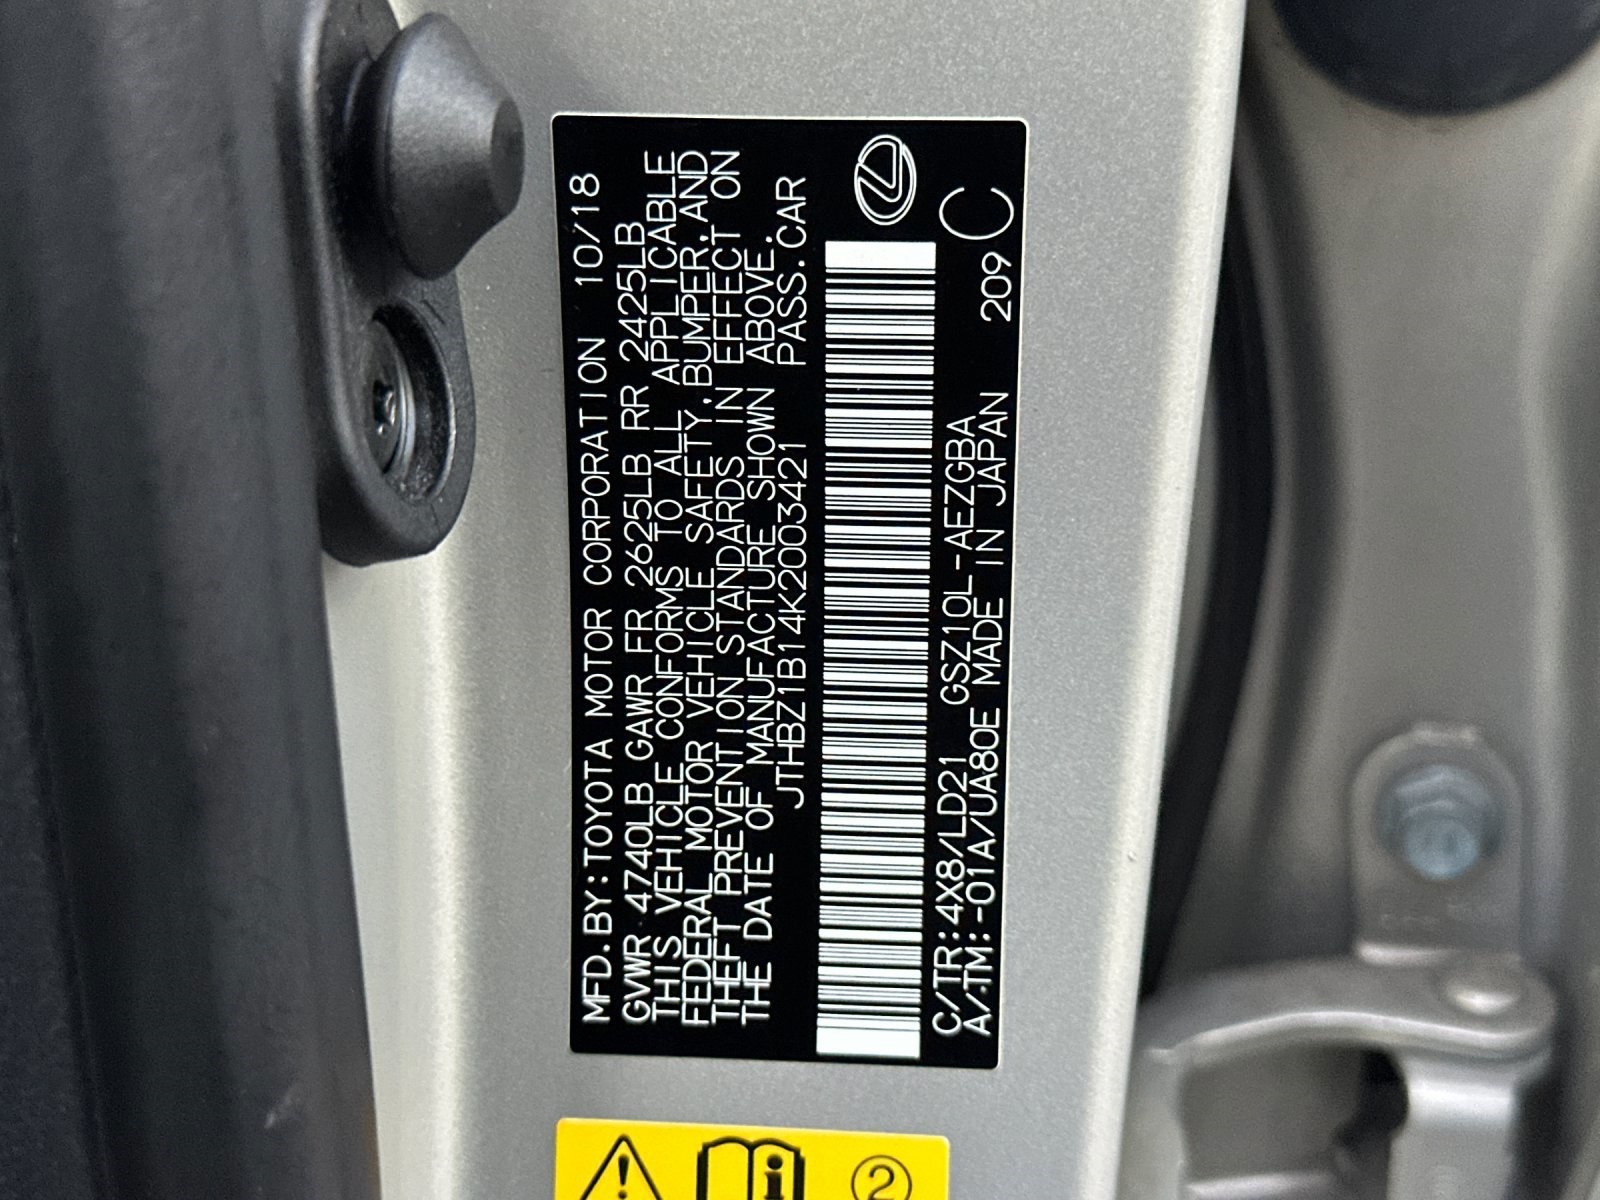 MFD.BY:TOYOTA MOTOR CORPORATION 10/18
GVWR 4740LB GAWR FR 2625LB RR 2425LB
THIS VEHICLE CONFORMS TO ALL APPLICABLE
FEDERAL MOTOR VEHICLE SAFETY,BUMPER,AND
THEFT PREVENTION STANDARDS IN EFFECT ON
THE DATE OF MANUFACTURE SHOWN ABOVE.
JTHBZ1B14K2003421 PASS.CAR
C/TR:4X8/LD21 GSZ10L-AEZGBA 209 C
A/TM:-01A/UA80E MADE IN JAPAN
2